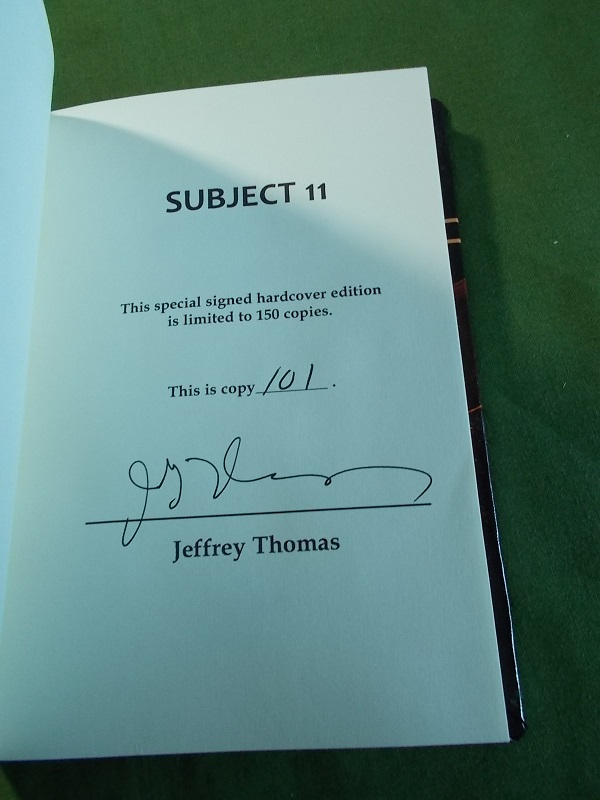 SUBJECT 11
This special signed hardcover edition
is limited to 150 copies.
This is copy 101.
Jeffrey Thomas